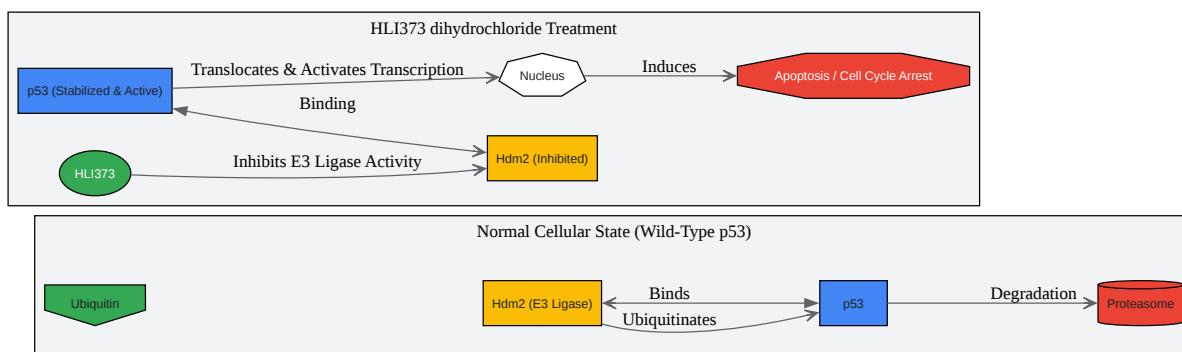 HLI373 dihydrochloride Treatment
Translocates & Activates Transcription
Nucleus
Induces
Apoptosis / Cell Cycle Arrest
p53 (Stabilized & Active)
Binding
Inhibits E3 Ligase Activity
Hdm2 (Inhibited)
HLI373
Normal Cellular State (Wild-Type p53)
Ubiquitin
Hdm2 (E3 Ligase)
Binds
Ubiquitinates
p53
Degradation
Proteasome